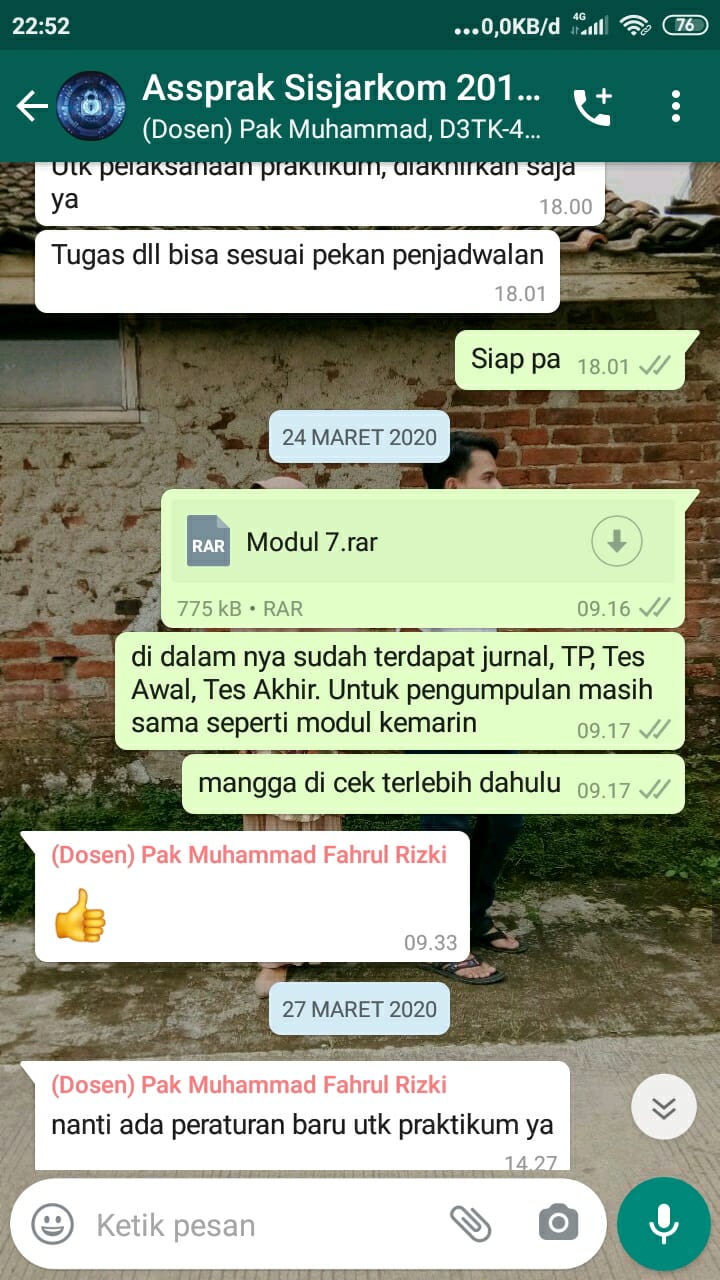 22:52
...0,0KB/d 4G 76
Assprak Sisjarkom 201...
(Dosen) Pak Muhammad, D3TK-4...
Utk pelaksanaan praktikum, diakhirkan saja
ya
18.00
Tugas dll bisa sesuai pekan penjadwalan
18.01
Siap pa 18.01
24 MARET 2020
RAR Modul 7.rar
775 kB • RAR 09.16
di dalam nya sudah terdapat jurnal, TP, Tes
Awal, Tes Akhir. Untuk pengumpulan masih
sama seperti modul kemarin 09.17
mangga di cek terlebih dahulu 09.17
(Dosen) Pak Muhammad Fahrul Rizki
👍
09.33
27 MARET 2020
(Dosen) Pak Muhammad Fahrul Rizki
nanti ada peraturan baru utk praktikum ya
14.27
Ketik pesan